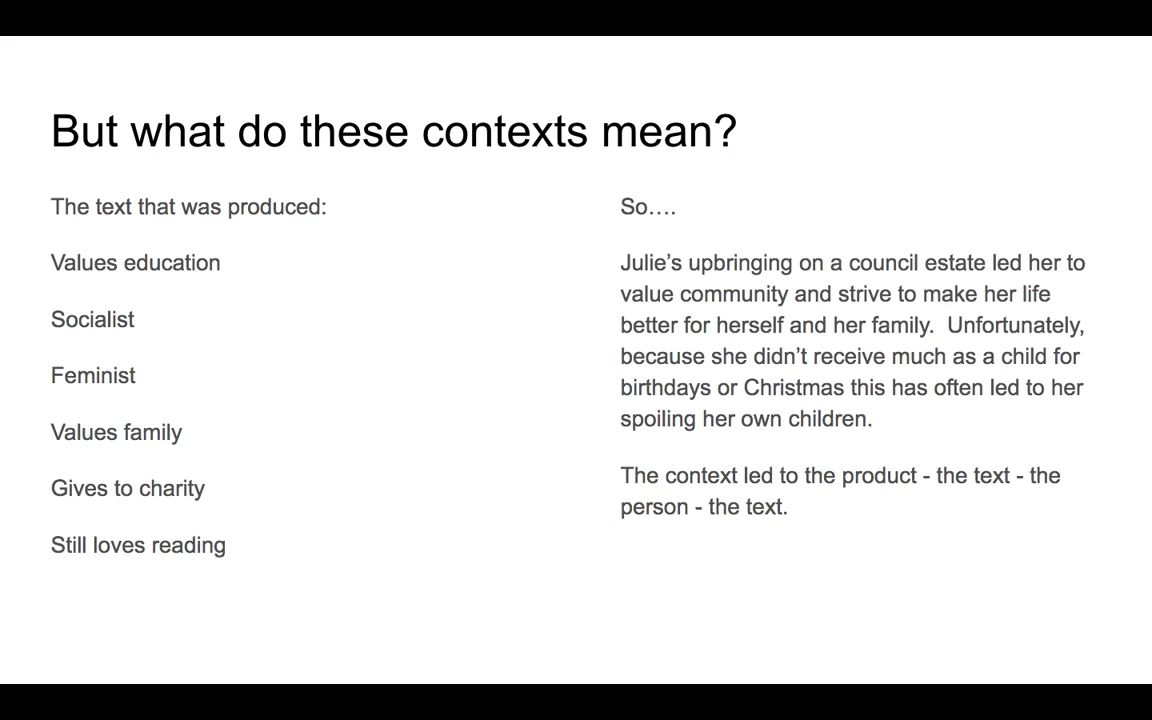 But what do these contexts mean?
The text that was produced:
Values education
Socialist
Feminist
Values family
Gives to charity
Still loves reading
So….
Julie’s upbringing on a council estate led her to
value community and strive to make her life
better for herself and her family.  Unfortunately,
because she didn’t receive much as a child for
birthdays or Christmas this has often led to her
spoiling her own children.
The context led to the product - the text - the
person - the text.